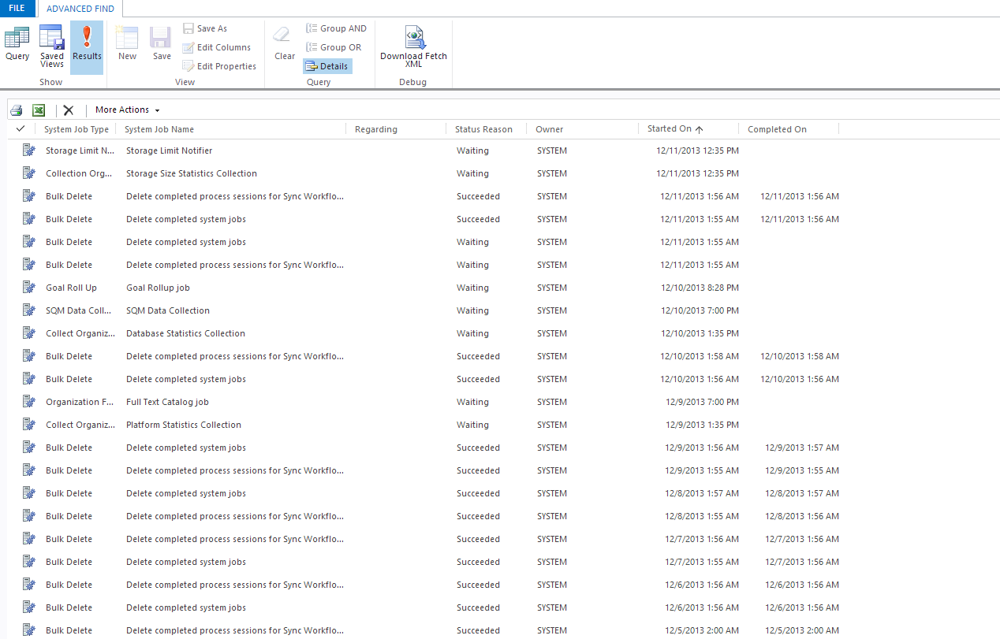 FILE ADVANCED FIND
Query Saved Views Results New Save Save As Edit Columns Edit Properties Clear Group AND Group OR Details Download Fetch XML
Show View Query Debug
More Actions
System Job Type System Job Name Regarding Status Reason Owner Started On Completed On
Storage Limit N... Storage Limit Notifier Waiting SYSTEM 12/11/2013 12:35 PM
Collection Org... Storage Size Statistics Collection Waiting SYSTEM 12/11/2013 12:35 PM
Bulk Delete Delete completed process sessions for Sync Workflo... Succeeded SYSTEM 12/11/2013 1:56 AM 12/11/2013 1:56 AM
Bulk Delete Delete completed system jobs Succeeded SYSTEM 12/11/2013 1:55 AM 12/11/2013 1:56 AM
Bulk Delete Delete completed system jobs Waiting SYSTEM 12/11/2013 1:55 AM
Bulk Delete Delete completed process sessions for Sync Workflo... Waiting SYSTEM 12/11/2013 1:55 AM
Goal Roll Up Goal Rollup job Waiting SYSTEM 12/10/2013 8:28 PM
SQM Data Coll... SQM Data Collection Waiting SYSTEM 12/10/2013 7:00 PM
Collect Organiz... Database Statistics Collection Waiting SYSTEM 12/10/2013 1:35 PM
Bulk Delete Delete completed process sessions for Sync Workflo... Succeeded SYSTEM 12/10/2013 1:58 AM 12/10/2013 1:58 AM
Bulk Delete Delete completed system jobs Succeeded SYSTEM 12/10/2013 1:56 AM 12/10/2013 1:56 AM
Organization F... Full Text Catalog job Waiting SYSTEM 12/9/2013 7:00 PM
Collect Organiz... Platform Statistics Collection Waiting SYSTEM 12/9/2013 1:35 PM
Bulk Delete Delete completed system jobs Succeeded SYSTEM 12/9/2013 1:56 AM 12/9/2013 1:57 AM
Bulk Delete Delete completed process sessions for Sync Workflo... Succeeded SYSTEM 12/9/2013 1:55 AM 12/9/2013 1:55 AM
Bulk Delete Delete completed system jobs Succeeded SYSTEM 12/8/2013 1:57 AM 12/8/2013 1:57 AM
Bulk Delete Delete completed process sessions for Sync Workflo... Succeeded SYSTEM 12/8/2013 1:55 AM 12/8/2013 1:56 AM
Bulk Delete Delete completed process sessions for Sync Workflo... Succeeded SYSTEM 12/7/2013 1:56 AM 12/7/2013 1:56 AM
Bulk Delete Delete completed system jobs Succeeded SYSTEM 12/7/2013 1:55 AM 12/7/2013 1:56 AM
Bulk Delete Delete completed process sessions for Sync Workflo... Succeeded SYSTEM 12/6/2013 1:56 AM 12/6/2013 1:56 AM
Bulk Delete Delete completed system jobs Succeeded SYSTEM 12/6/2013 1:56 AM 12/6/2013 1:56 AM
Bulk Delete Delete completed process sessions for Sync Workflo... Succeeded SYSTEM 12/5/2013 2:00 AM 12/5/2013 2:00 AM